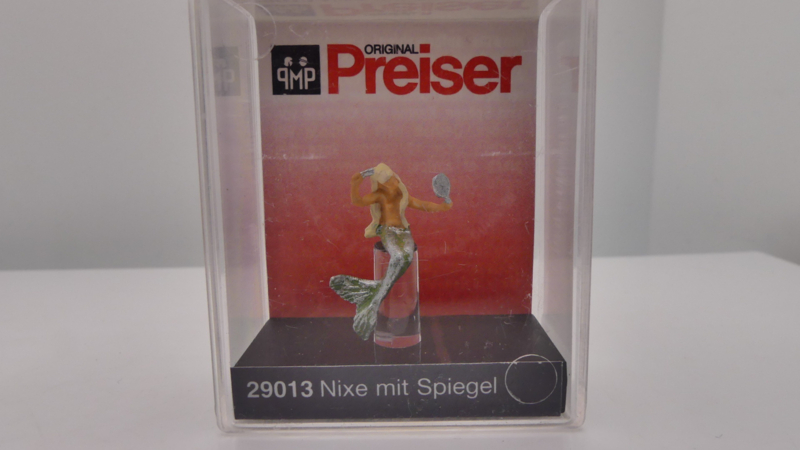 PMP ORIGINAL
Preiser
29013 Nixe mit Spiegel